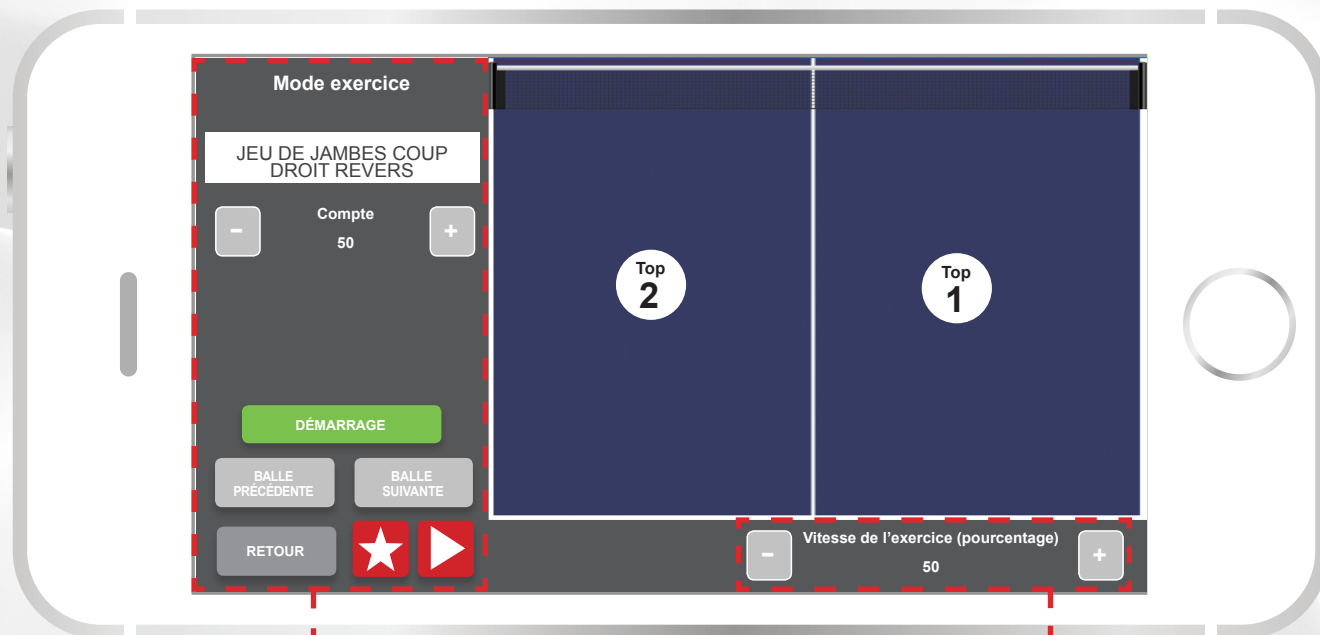 Mode exercice
JEU DE JAMBES COUP
DROIT REVERS
Compte
-
50
+
DÉMARRAGE
BALLE
PRÉCÉDENTE
BALLE
SUIVANTE
RETOUR
Top
2
Top
1
Vitesse de l’exercice (pourcentage)
-
50
+